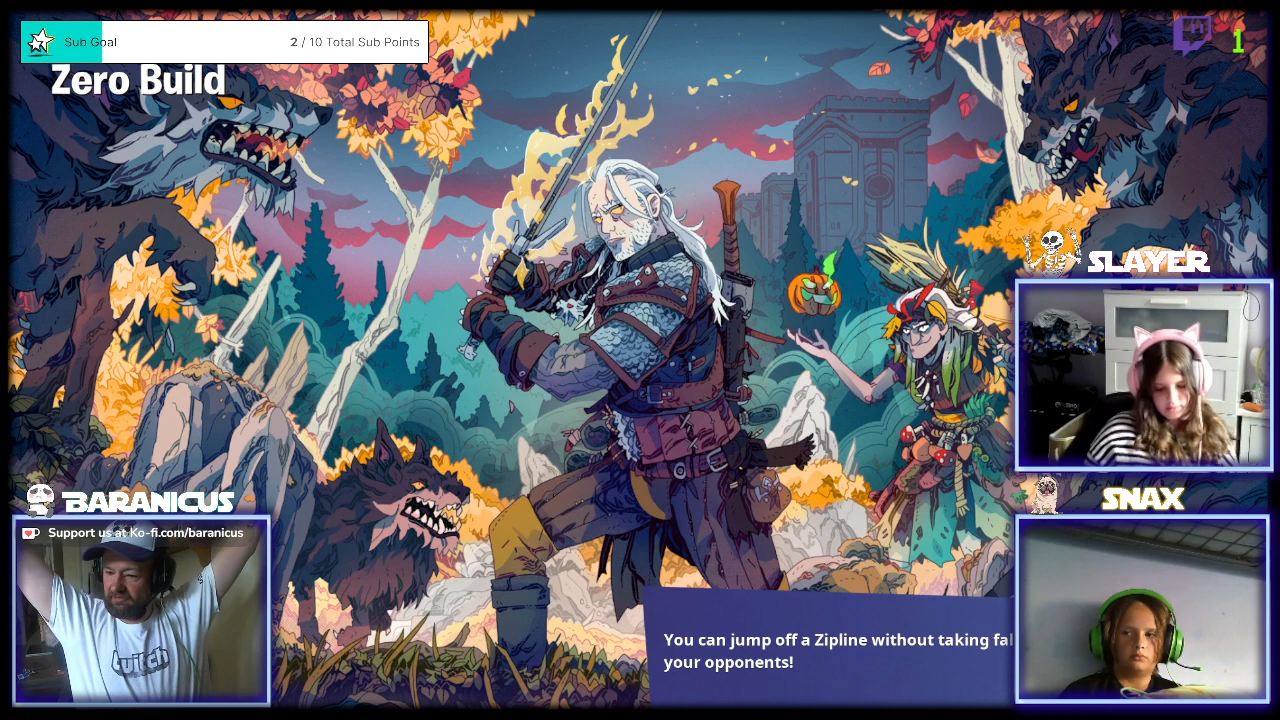 Sub Goal 2 / 10 Total Sub Points
1
Zero Build
SLAYER
BARANICUS
SNAX
Support us at Ko-fi.com/baranicus
twitch
You can jump off a Zipline without taking fal
your opponents!